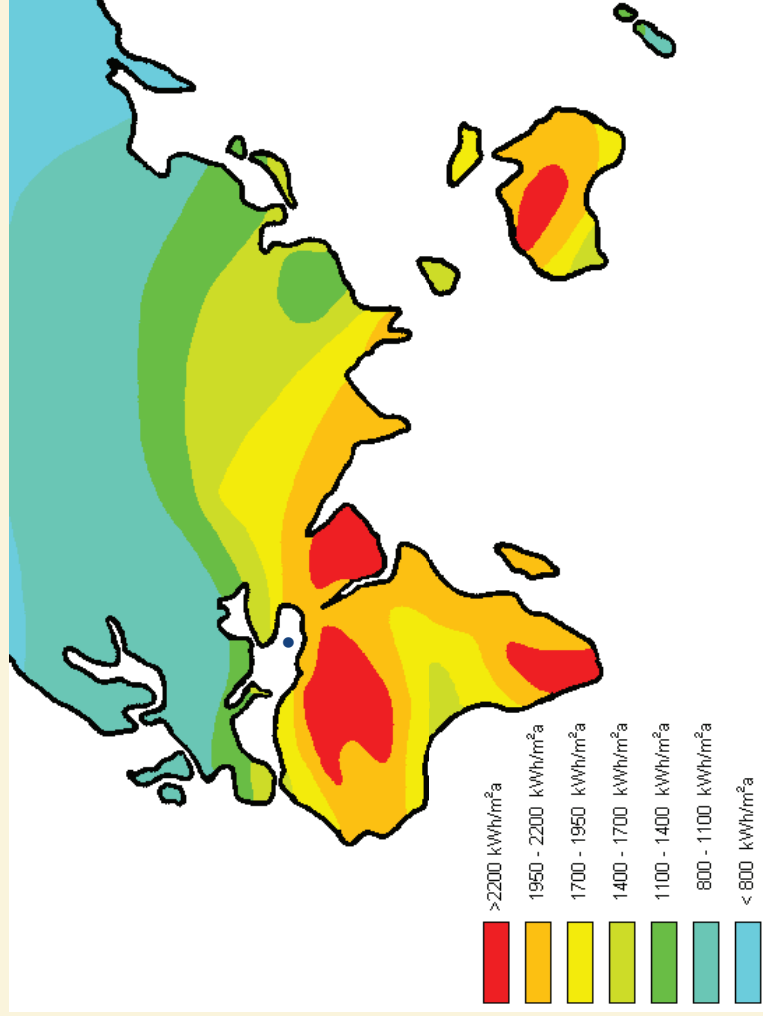 >2200 kWh/m²a
1950 - 2200 kWh/m²a
1700 - 1950 kWh/m²a
1400 - 1700 kWh/m²a
1100 - 1400 kWh/m²a
800 - 1100 kWh/m²a
< 800 kWh/m²a